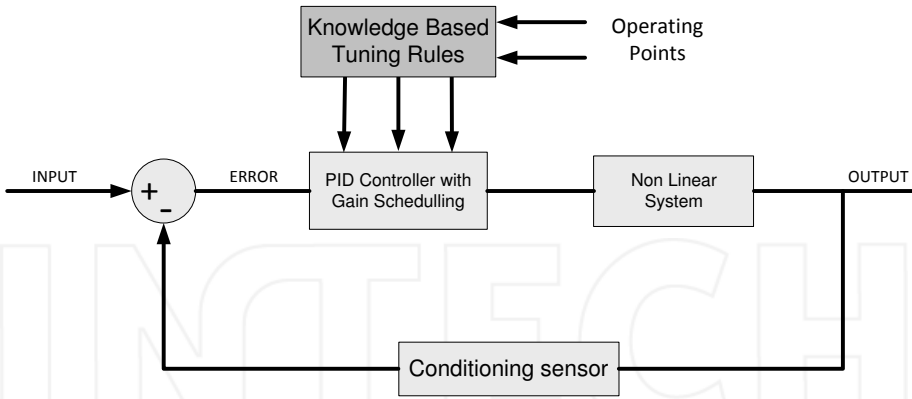 Knowledge Based
Tuning Rules
Operating
Points
INPUT
+
-
ERROR
PID Controller with
Gain Schedulling
Non Linear
System
OUTPUT
Conditioning sensor
INTECH